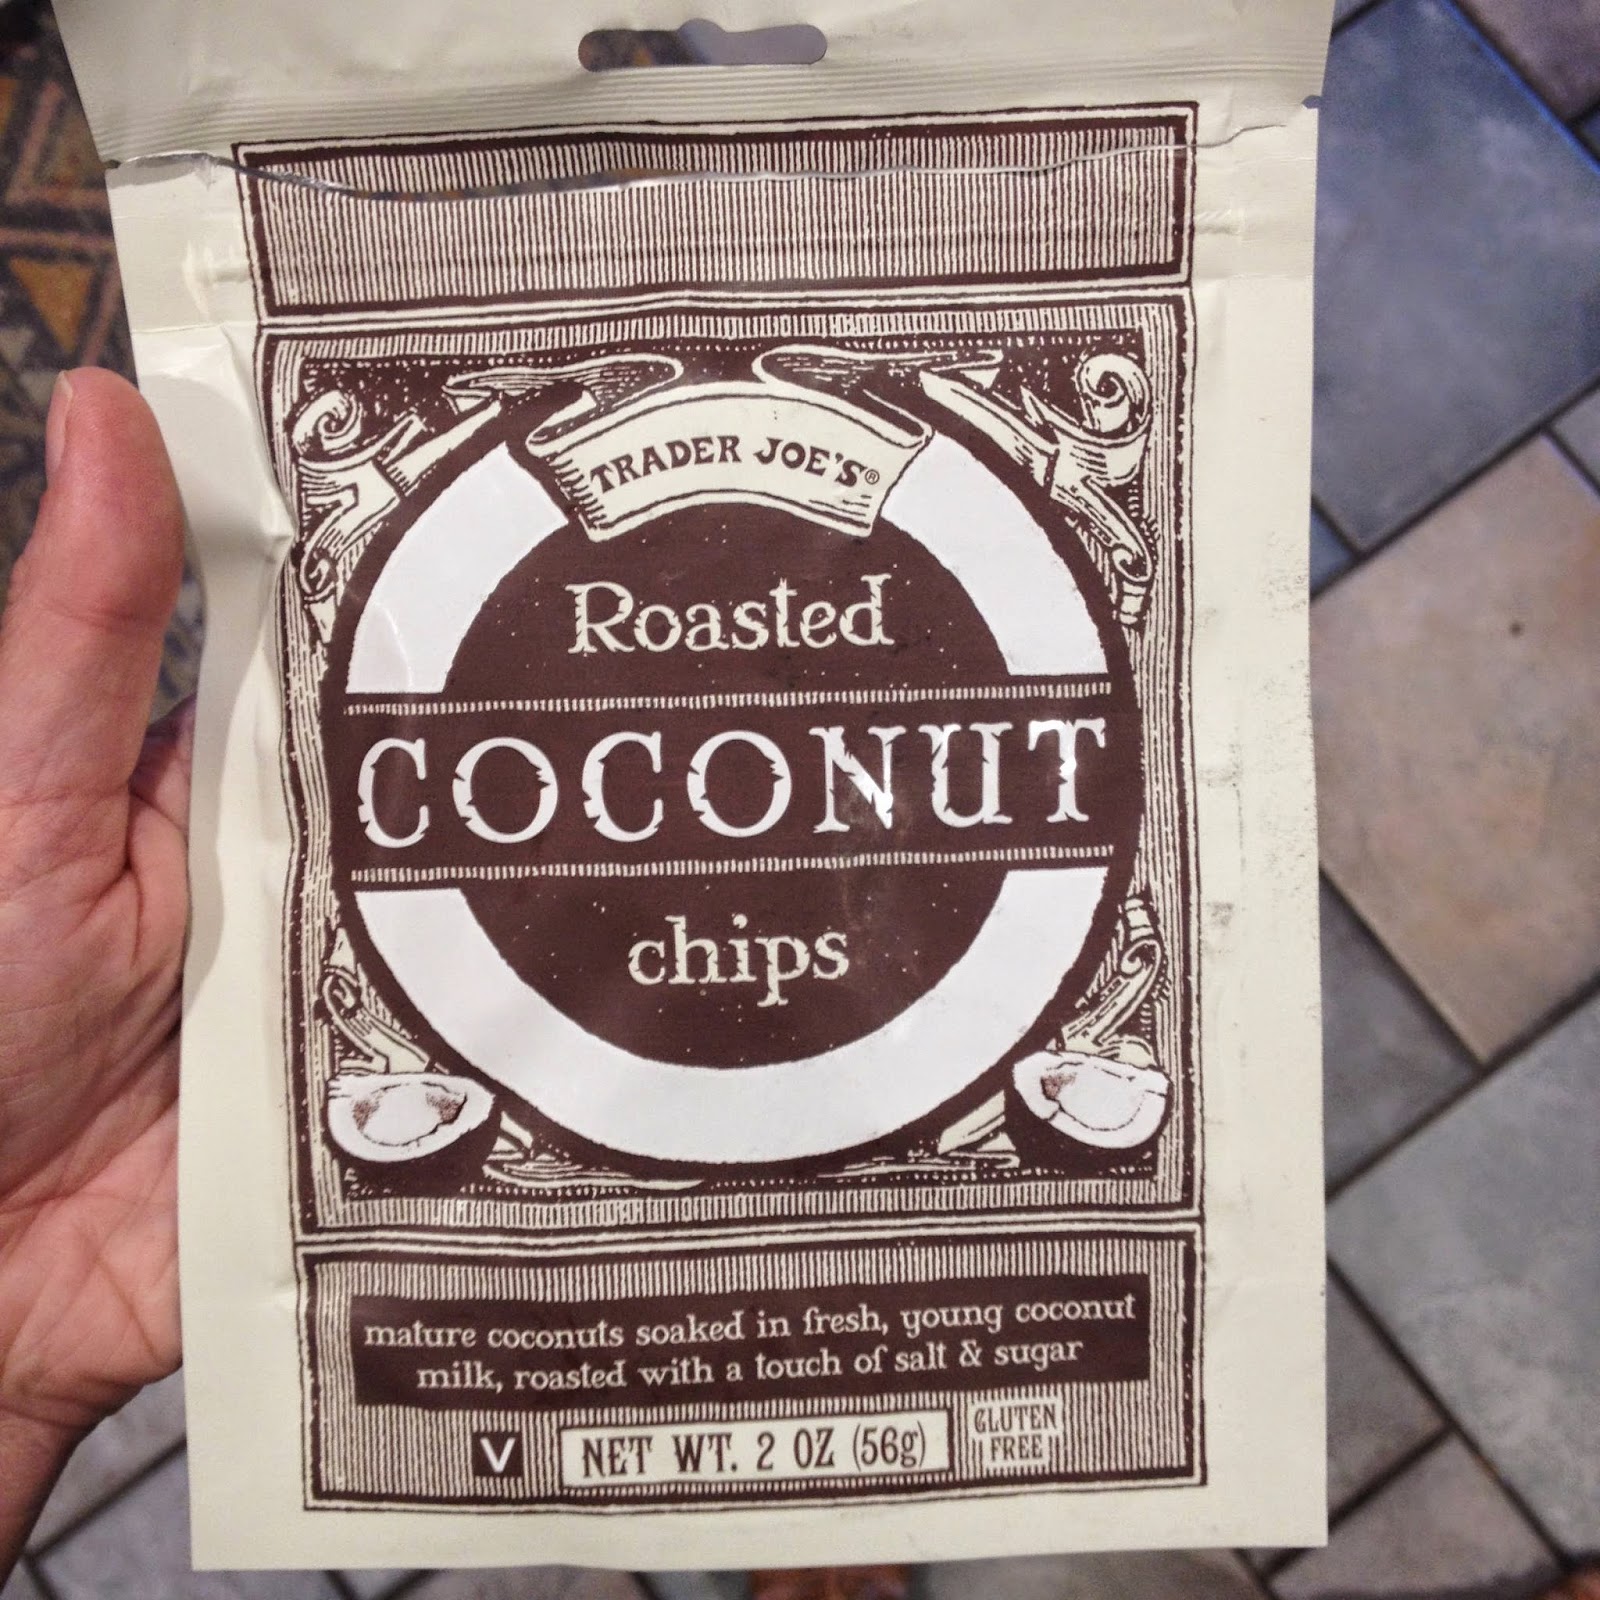 TRADER JOE'S®
Roasted
COCONUT
chips
mature coconuts soaked in fresh, young coconut
milk, roasted with a touch of salt & sugar
V
NET WT. 2 OZ (56g)
GLUTEN
FREE